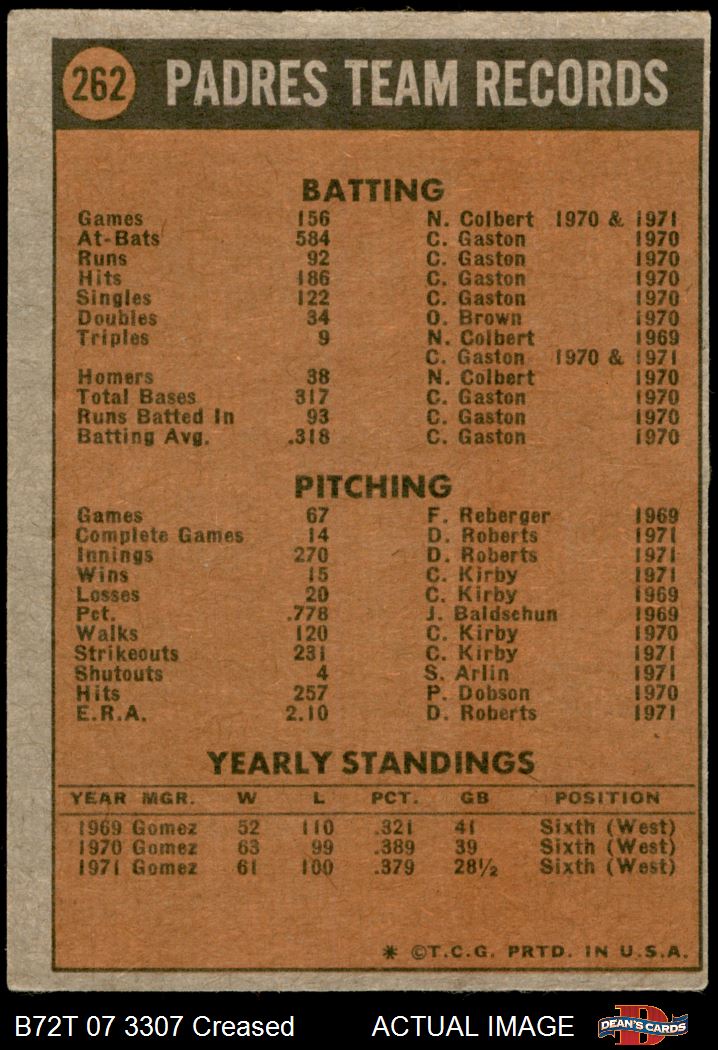 262 PADRES TEAM RECORDS
BATTING
Games 156 N. Colbert 1970 & 1971
At-Bats 584 C. Gaston 1970
Runs 92 C. Gaston 1970
Hits 186 C. Gaston 1970
Singles 122 C. Gaston 1970
Doubles 34 O. Brown 1970
Triples 9 N. Colbert 1969
C. Gaston 1970 & 1971
Homers 38 N. Colbert 1970
Total Bases 317 C. Gaston 1970
Runs Batted In 93 C. Gaston 1970
Batting Avg. .318 C. Gaston 1970
PITCHING
Games 67 F. Reberger 1969
Complete Games 14 D. Roberts 1971
Innings 270 D. Roberts 1971
Wins 15 C. Kirby 1971
Losses 20 C. Kirby 1969
Pct. .778 J. Baldschun 1969
Walks 120 C. Kirby 1970
Strikeouts 231 C. Kirby 1971
Shutouts 4 S. Arlin 1971
Hits 257 P. Dobson 1970
E.R.A. 2.10 D. Roberts 1971
YEARLY STANDINGS
YEAR MGR. W L PCT. GB POSITION
1969 Gomez 52 110 .321 41 Sixth (West)
1970 Gomez 63 99 .389 39 Sixth (West)
1971 Gomez 61 100 .379 28½ Sixth (West)
* ©T.C.G. PRTD. IN U.S.A.
B72T 07 3307 Creased ACTUAL IMAGE D DEAN'S CARDS